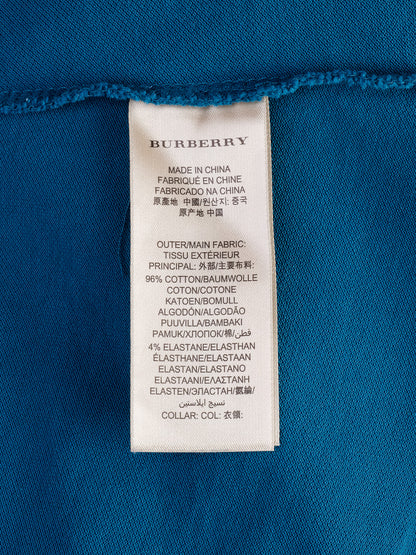 BURBERRY
MADE IN CHINA
FABRIQUÉ EN CHINE
FABRICADO NA CHINA
原產地 中國/원산지: 중국
原产地 中国
OUTER/MAIN FABRIC:
TISSU EXTÉRIEUR
PRINCIPAL: 外部/主要布料:
96% COTTON/BAUMWOLLE
COTON/COTONE
KATOEN/BOMULL
ALGODÓN/ALGODÃO
PUUVILLA/BAMBAKI
PAMUK/ХЛОПОК/棉/قطن/
4% ELASTANE/ELASTHAN
ÉLASTHANE/ELASTAAN
ELASTAN/ELASTANO
ELASTAANI/ΕΛΑΣΤΑΝΗ
ELASTEN/ЭЛАСТАН/氨綸/
نسيج ايلاستين/
COLLAR: COL: 衣領: